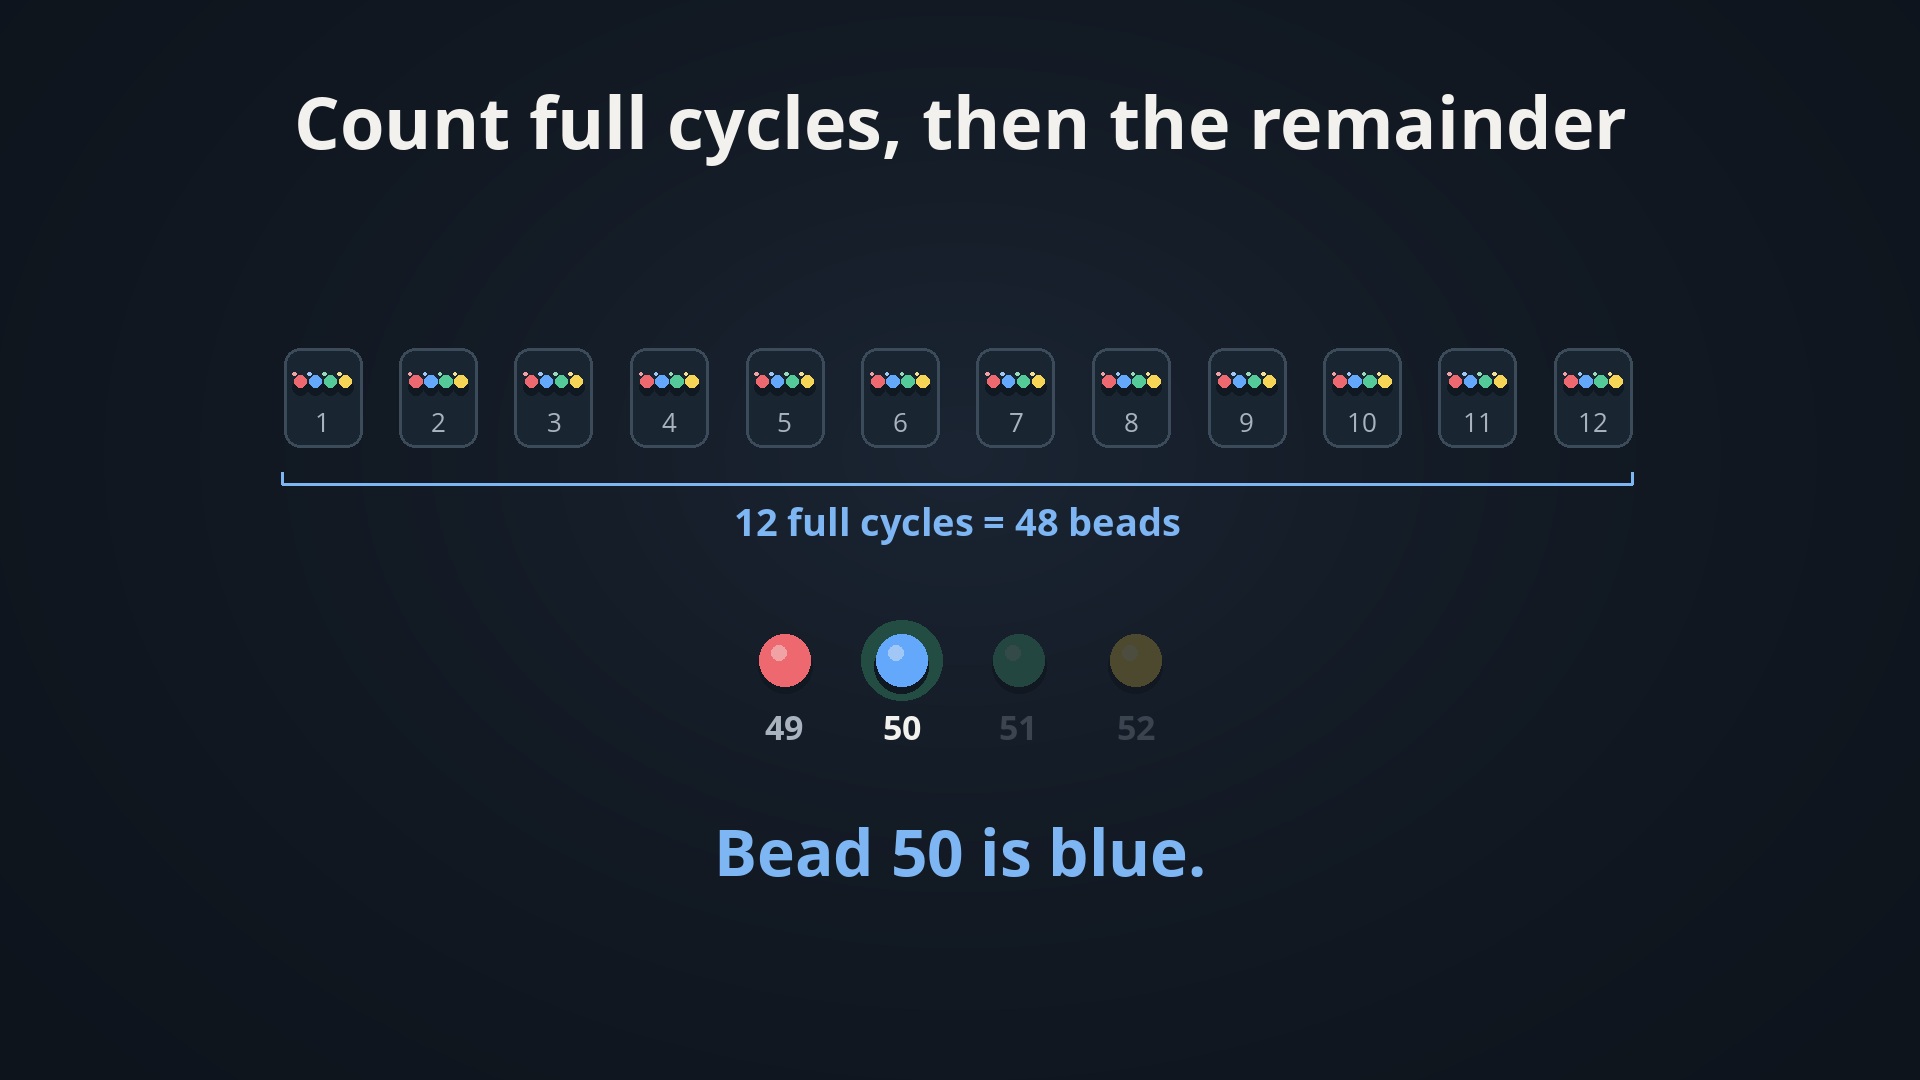 Count full cycles, then the remainder
1 2 3 4 5 6 7 8 9 10 11 12
12 full cycles = 48 beads
49 50 51 52
Bead 50 is blue.